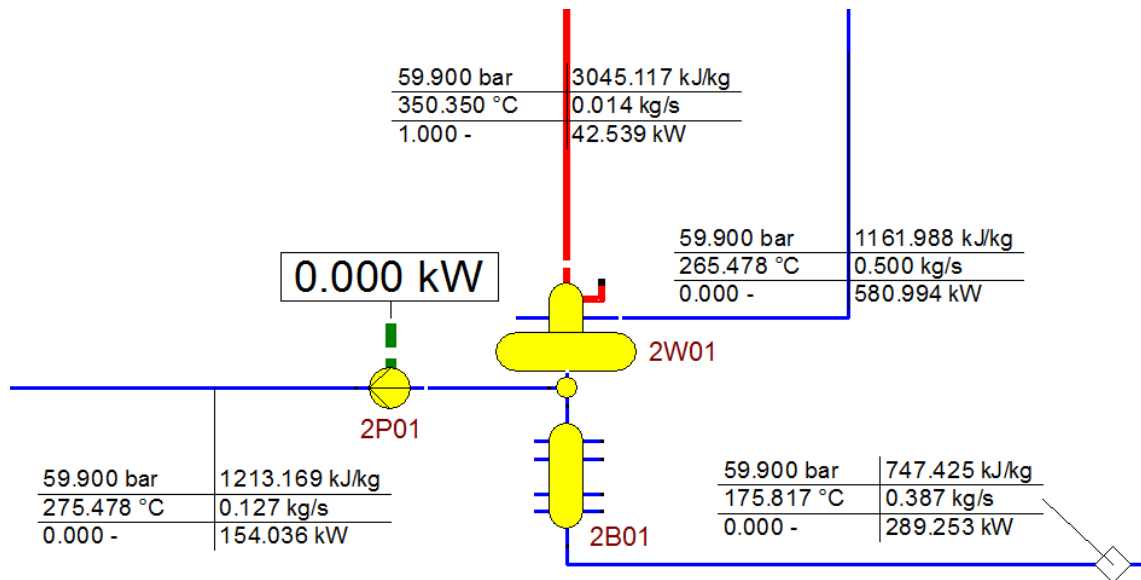 59.900 bar 3045.117 kJ/kg
350.350 °C 0.014 kg/s
1.000 - 42.539 kW
59.900 bar 1161.988 kJ/kg
265.478 °C 0.500 kg/s
0.000 - 580.994 kW
0.000 kW
2W01
2P01
59.900 bar 1213.169 kJ/kg
275.478 °C 0.127 kg/s
0.000 - 154.036 kW
59.900 bar 747.425 kJ/kg
175.817 °C 0.387 kg/s
0.000 - 289.253 kW
2B01